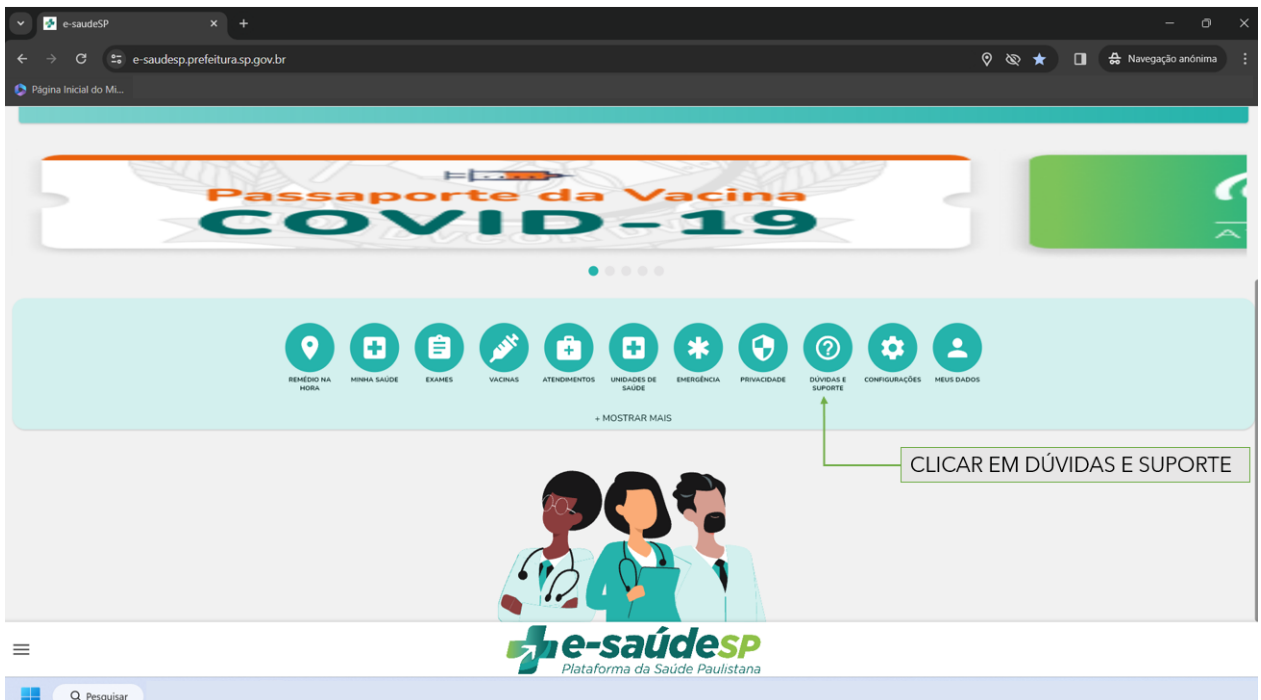 e-saudeSP
e-saudesp.prefeitura.sp.gov.br
Navegação anónima
Página Inicial do Mi...
Passaporte da Vacina
COVID-19
REMÉDIO NA
HORA
MINHA SAÚDE
EXAMES
VACINAS
ATENDIMENTOS
UNIDADES DE
SAÚDE
EMERGÊNCIA
PRIVACIDADE
DÚVIDAS E
SUPORTE
CONFIGURAÇÕES
MEUS DADOS
+ MOSTRAR MAIS
CLICAR EM DÚVIDAS E SUPORTE
e-saúdesp
Plataforma da Saúde Paulistana
Pesquisar